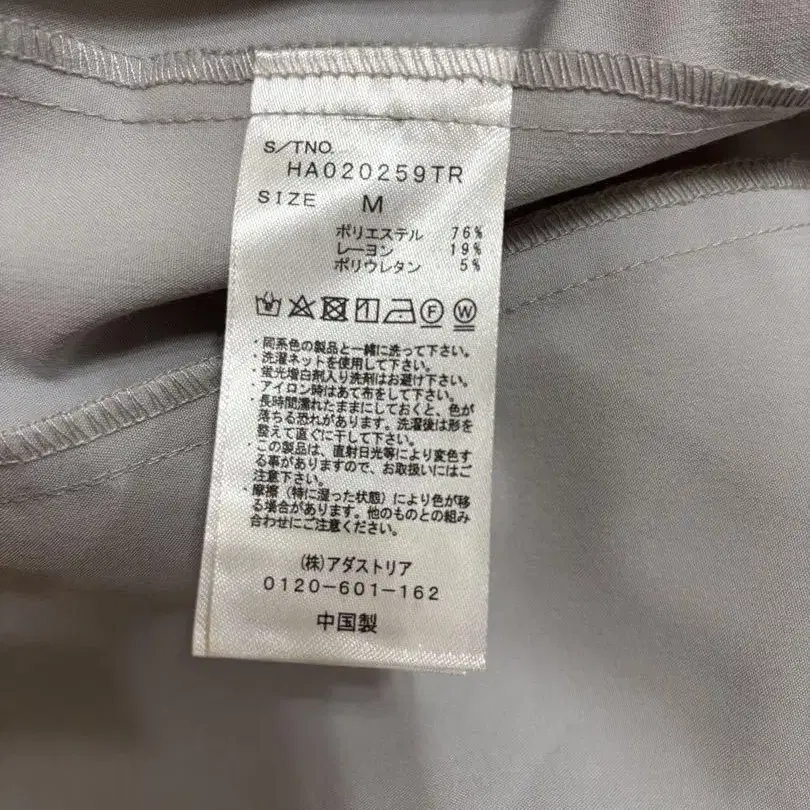 S/TNO.
HA020259TR
SIZE M
ポリエステル 76%
レーヨン 19%
ポリウレタン 5%
F W
・同系色の製品と一緒に洗って下さい。
・洗濯ネットを使用して下さい。
・蛍光増白剤入り洗剤はお避け下さい。
・アイロン時はあて布をして下さい。
・長時間濡れたままにしておくと、色が
落ちる恐れがあります。洗濯後は形を
整えて直ぐに干して下さい。
・この製品は、直射日光等により変色す
る事がありますので、お取扱いにはご
注意下さい。
・摩擦（特に湿った状態）により色が移
る場合があります。他のものとの組み
合わせにご注意ください。
（株）アダストリア
0120-601-162
中国製